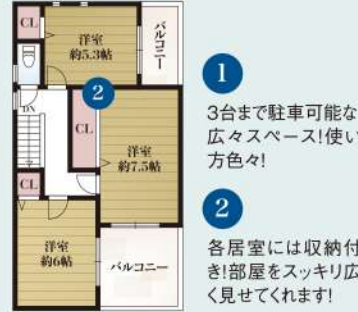 CL
洋室
約5.3帖
バルコニー
2
DN
CL
洋室
約7.5帖
CL
洋室
約6帖
バルコニー
1
3台まで駐車可能な
広々スペース!使い
方色々!
2
各居室には収納付
き!部屋をスッキリ広
く見せてくれます!